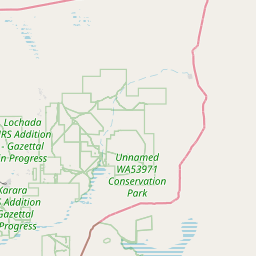 Lochada
RS Addition
- Gazettal
n Progress
Unnamed
WA53971
Conservation
Park
Karara
Addition
Gazettal
Progress